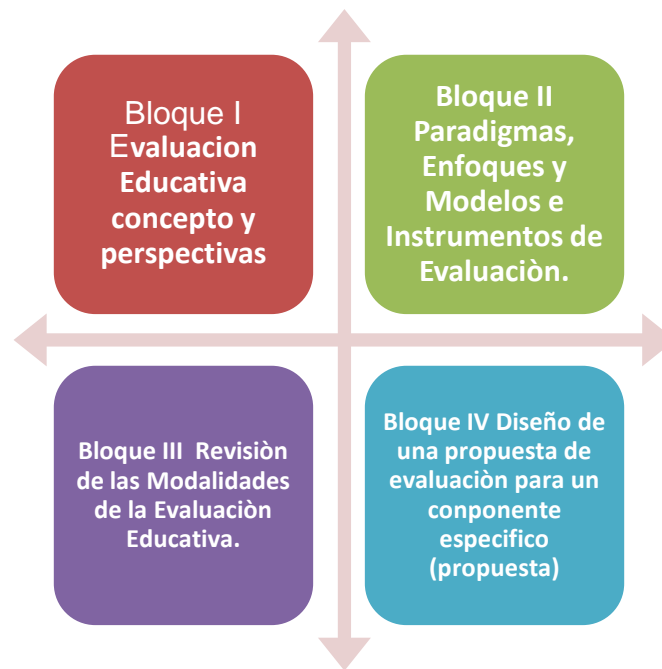 Bloque I
Evaluacion
Educativa
concepto y
perspectivas
Bloque II
Paradigmas,
Enfoques y
Modelos e
Instrumentos de
Evaluaciòn.
Bloque III  Revisiòn
de las Modalidades
de la Evaluaciòn
Educativa.
Bloque IV Diseño de
una propuesta de
evaluaciòn para un
conponente
especifico
(propuesta)